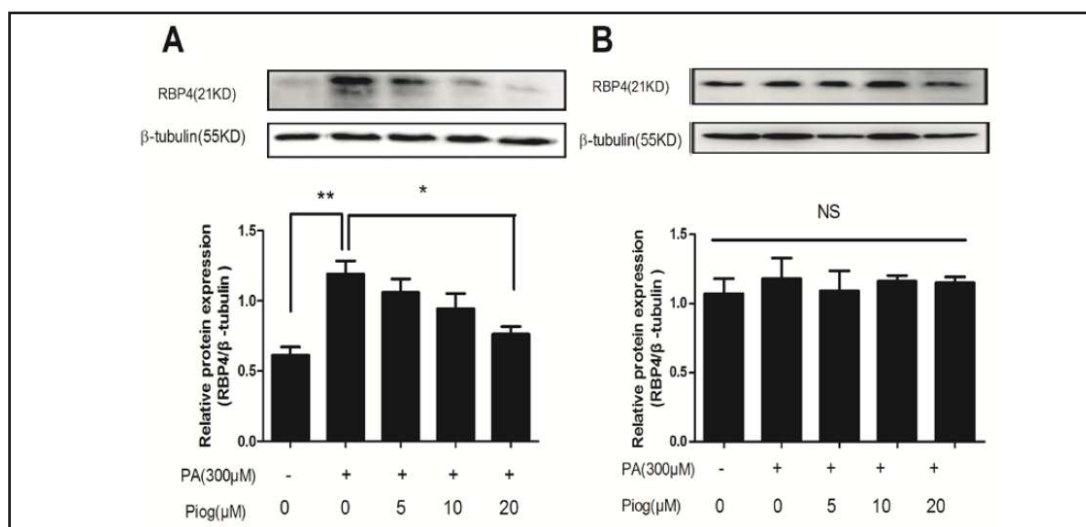 A
RBP4(21KD)
β-tubulin(55KD)
**
*
Relative protein expression
(RBP4/β -tubulin )
1.5
1.0
0.5
0.0
PA(300μM) - + + + +
Piog(μM) 0 0 5 10 20
B
RBP4(21KD)
β-tubulin(55KD)
NS
Relative protein expression
(RBP4/β -tubulin )
1.5
1.0
0.5
0.0
PA(300μM) - + + + +
Piog(μM) 0 0 5 10 20